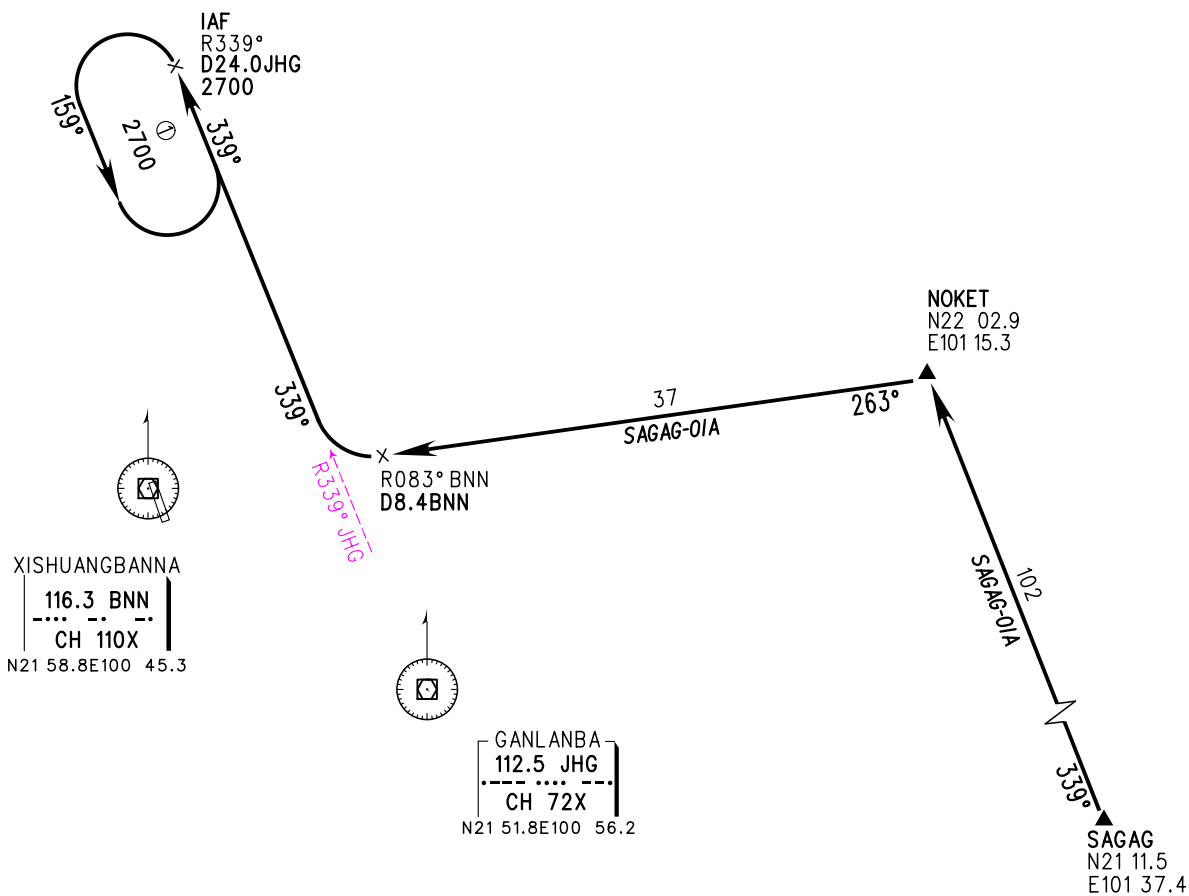 IAF
R339°
D24.0JHG
2700
159°
2700
1
339°
NOKET
N22 02.9
E101 15.3
37
263°
SAGAG-01A
339°
R083° BNN
D8.4BNN
R339° JHG
XISHUANGBANNA
116.3 BNN
-•••• -• -•
CH 110X
N21 58.8E100 45.3
102
SAGAG-01A
GANLANBA
112.5 JHG
•--- •••• --•
CH 72X
N21 51.8E100 56.2
339°
SAGAG
N21 11.5
E101 37.4